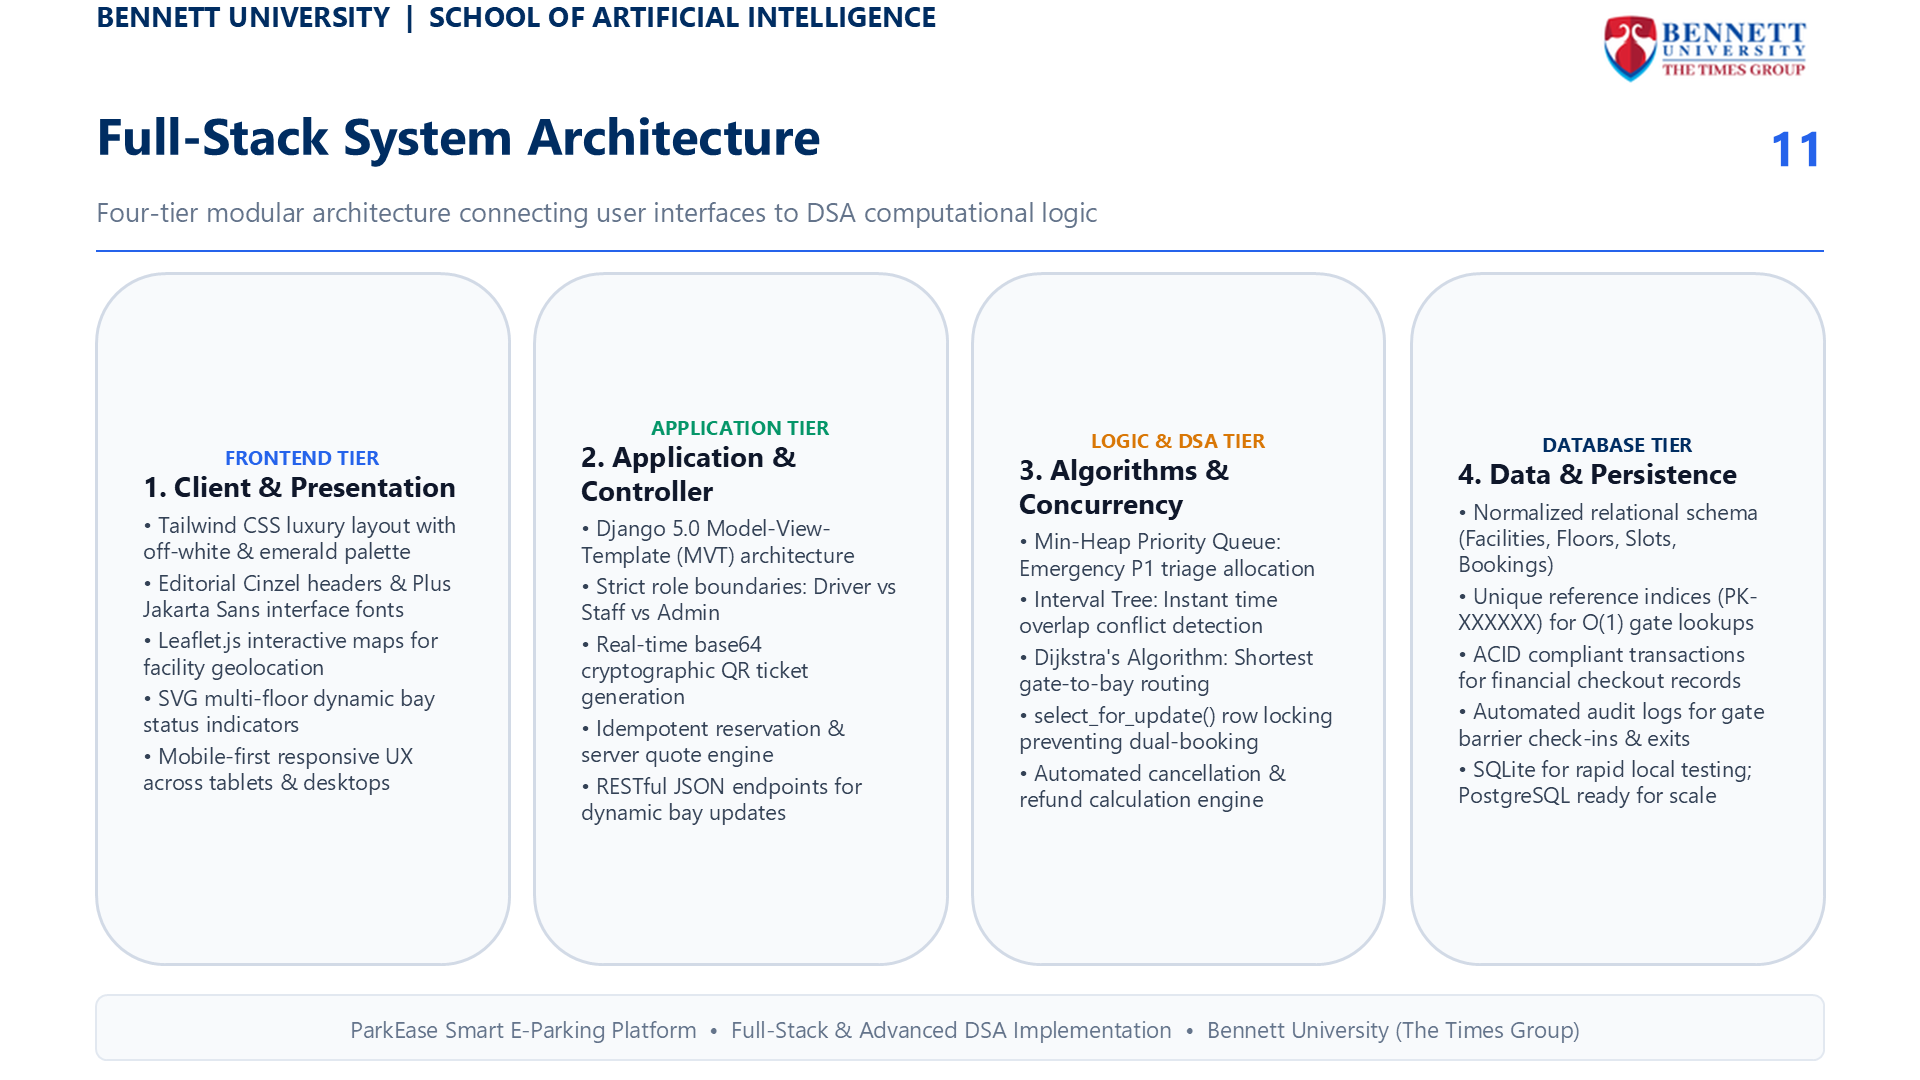 BENNETT UNIVERSITY | SCHOOL OF ARTIFICIAL INTELLIGENCE
BENNETT
UNIVERSITY
THE TIMES GROUP
Full-Stack System Architecture
11
Four-tier modular architecture connecting user interfaces to DSA computational logic
FRONTEND TIER
1. Client & Presentation
• Tailwind CSS luxury layout with
off-white & emerald palette
• Editorial Cinzel headers & Plus
Jakarta Sans interface fonts
• Leaflet.js interactive maps for
facility geolocation
• SVG multi-floor dynamic bay
status indicators
• Mobile-first responsive UX
across tablets & desktops
APPLICATION TIER
2. Application &
Controller
• Django 5.0 Model-View-
Template (MVT) architecture
• Strict role boundaries: Driver vs
Staff vs Admin
• Real-time base64
cryptographic QR ticket
generation
• Idempotent reservation &
server quote engine
• RESTful JSON endpoints for
dynamic bay updates
LOGIC & DSA TIER
3. Algorithms &
Concurrency
• Min-Heap Priority Queue:
Emergency P1 triage allocation
• Interval Tree: Instant time
overlap conflict detection
• Dijkstra's Algorithm: Shortest
gate-to-bay routing
• select_for_update() row locking
preventing dual-booking
• Automated cancellation &
refund calculation engine
DATABASE TIER
4. Data & Persistence
• Normalized relational schema
(Facilities, Floors, Slots,
Bookings)
• Unique reference indices (PK-
XXXXXX) for O(1) gate lookups
• ACID compliant transactions
for financial checkout records
• Automated audit logs for gate
barrier check-ins & exits
• SQLite for rapid local testing;
PostgreSQL ready for scale
ParkEase Smart E-Parking Platform • Full-Stack & Advanced DSA Implementation • Bennett University (The Times Group)